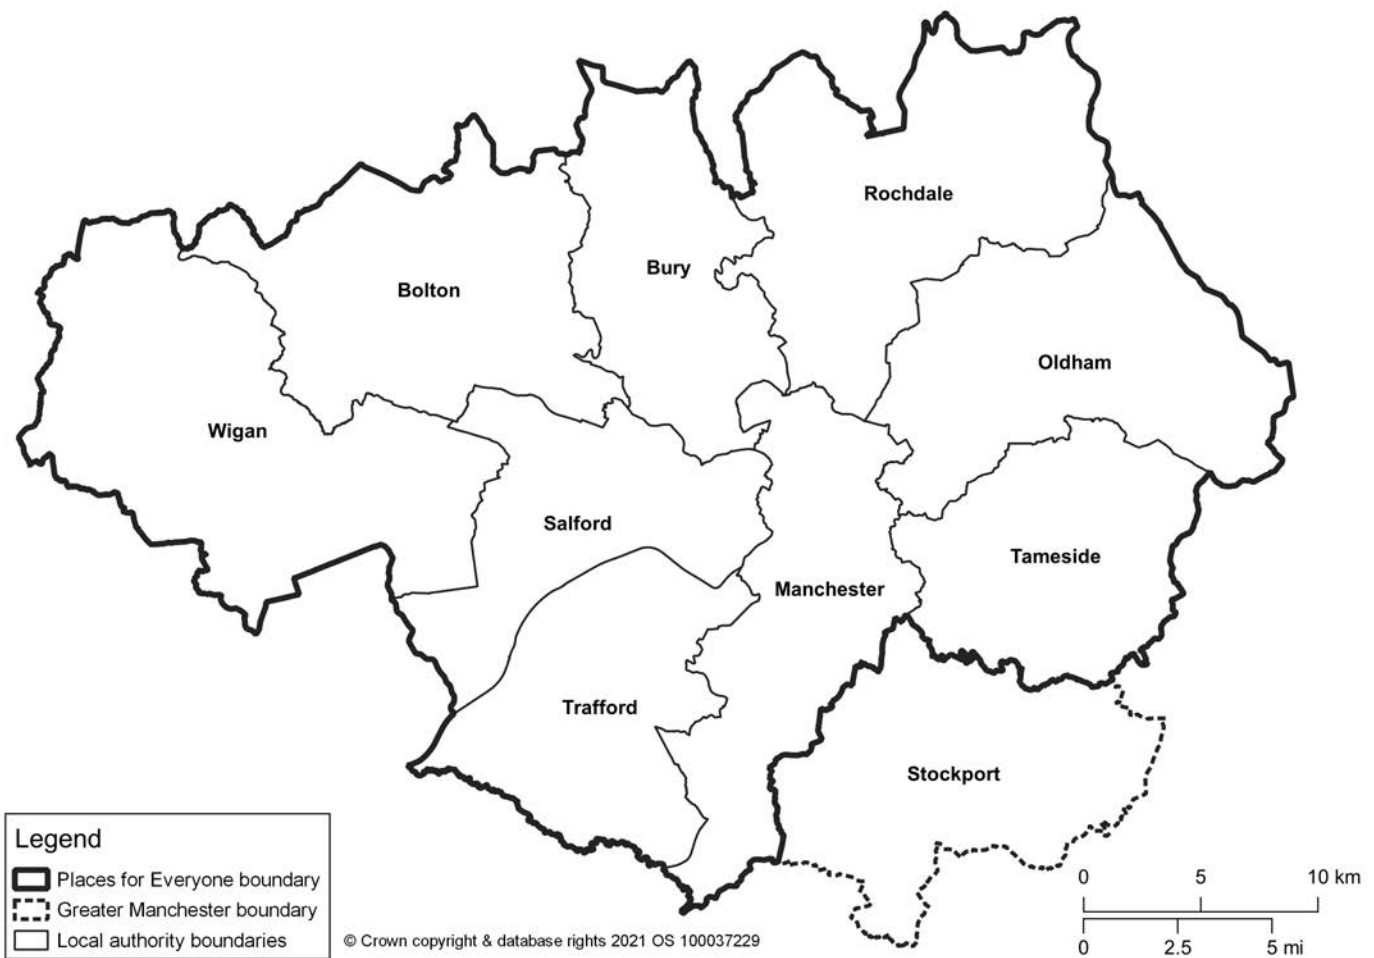 Rochdale
Bury
Bolton
Oldham
Wigan
Salford
Tameside
Manchester
Trafford
Stockport
Legend
Places for Everyone boundary
Greater Manchester boundary
Local authority boundaries
© Crown copyright & database rights 2021 OS 100037229
0 5 10 km
0 2.5 5 mi